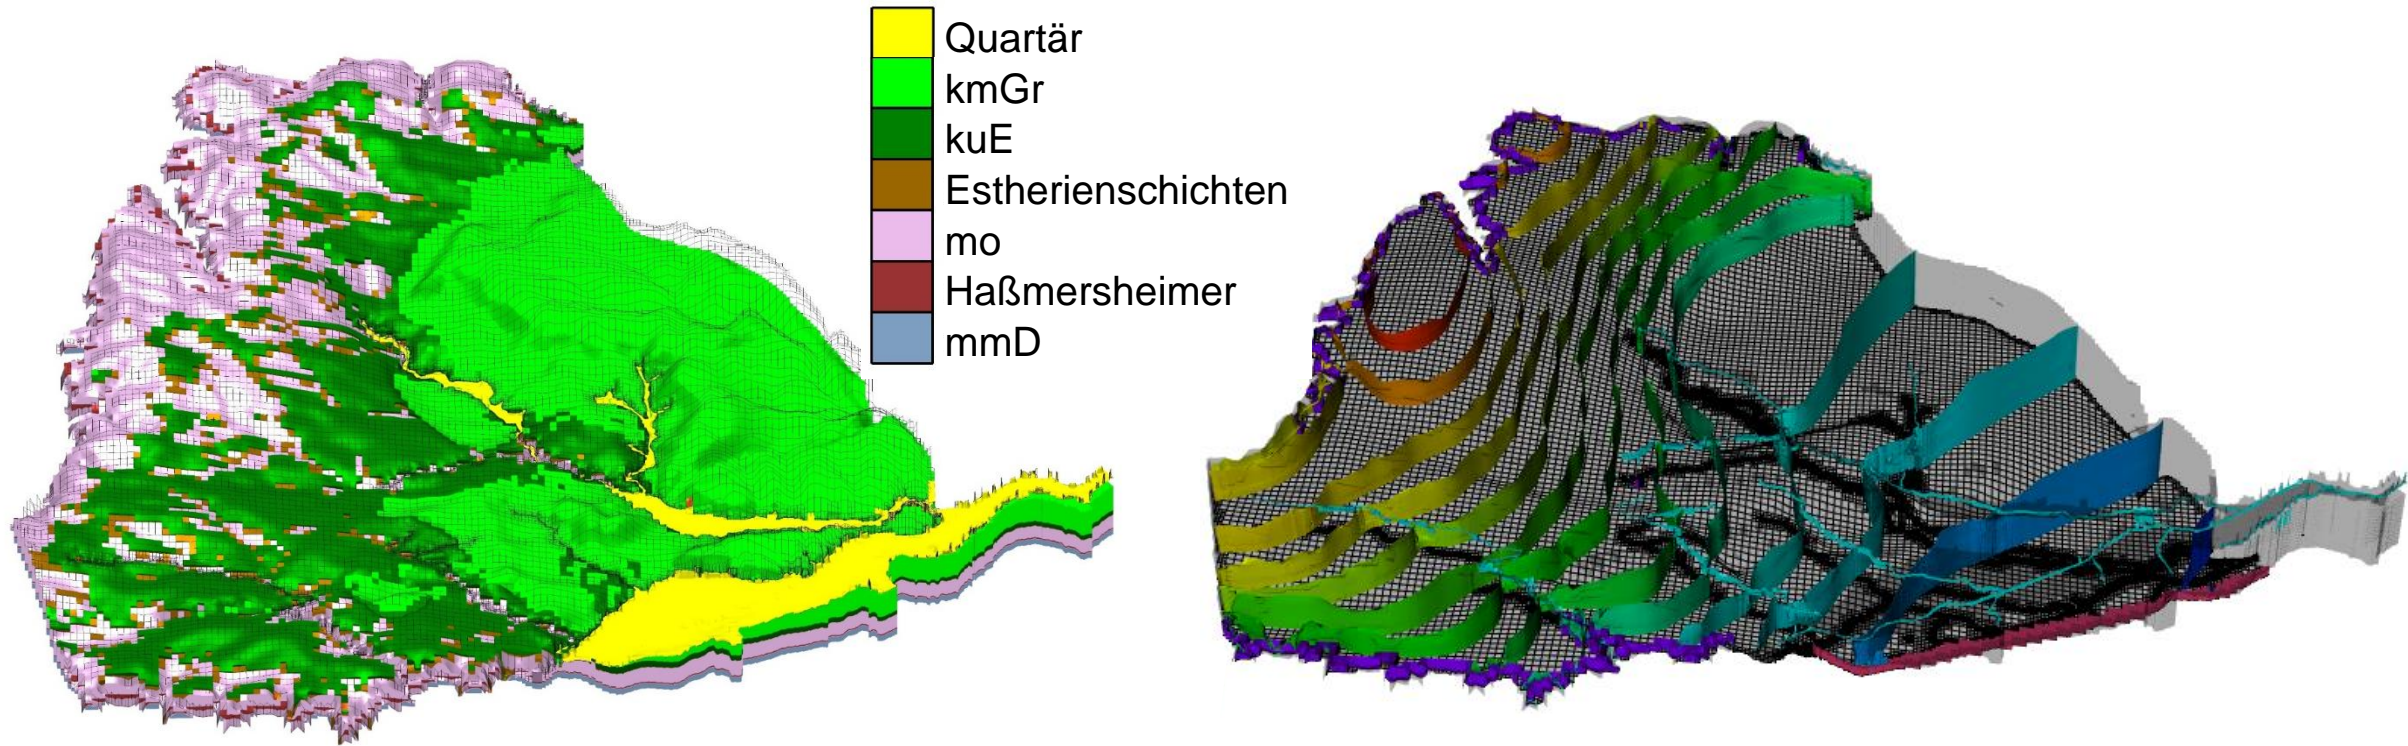 Quartär
kmGr
kuE
Estherienschichten
mo
Haßmersheimer
mmD